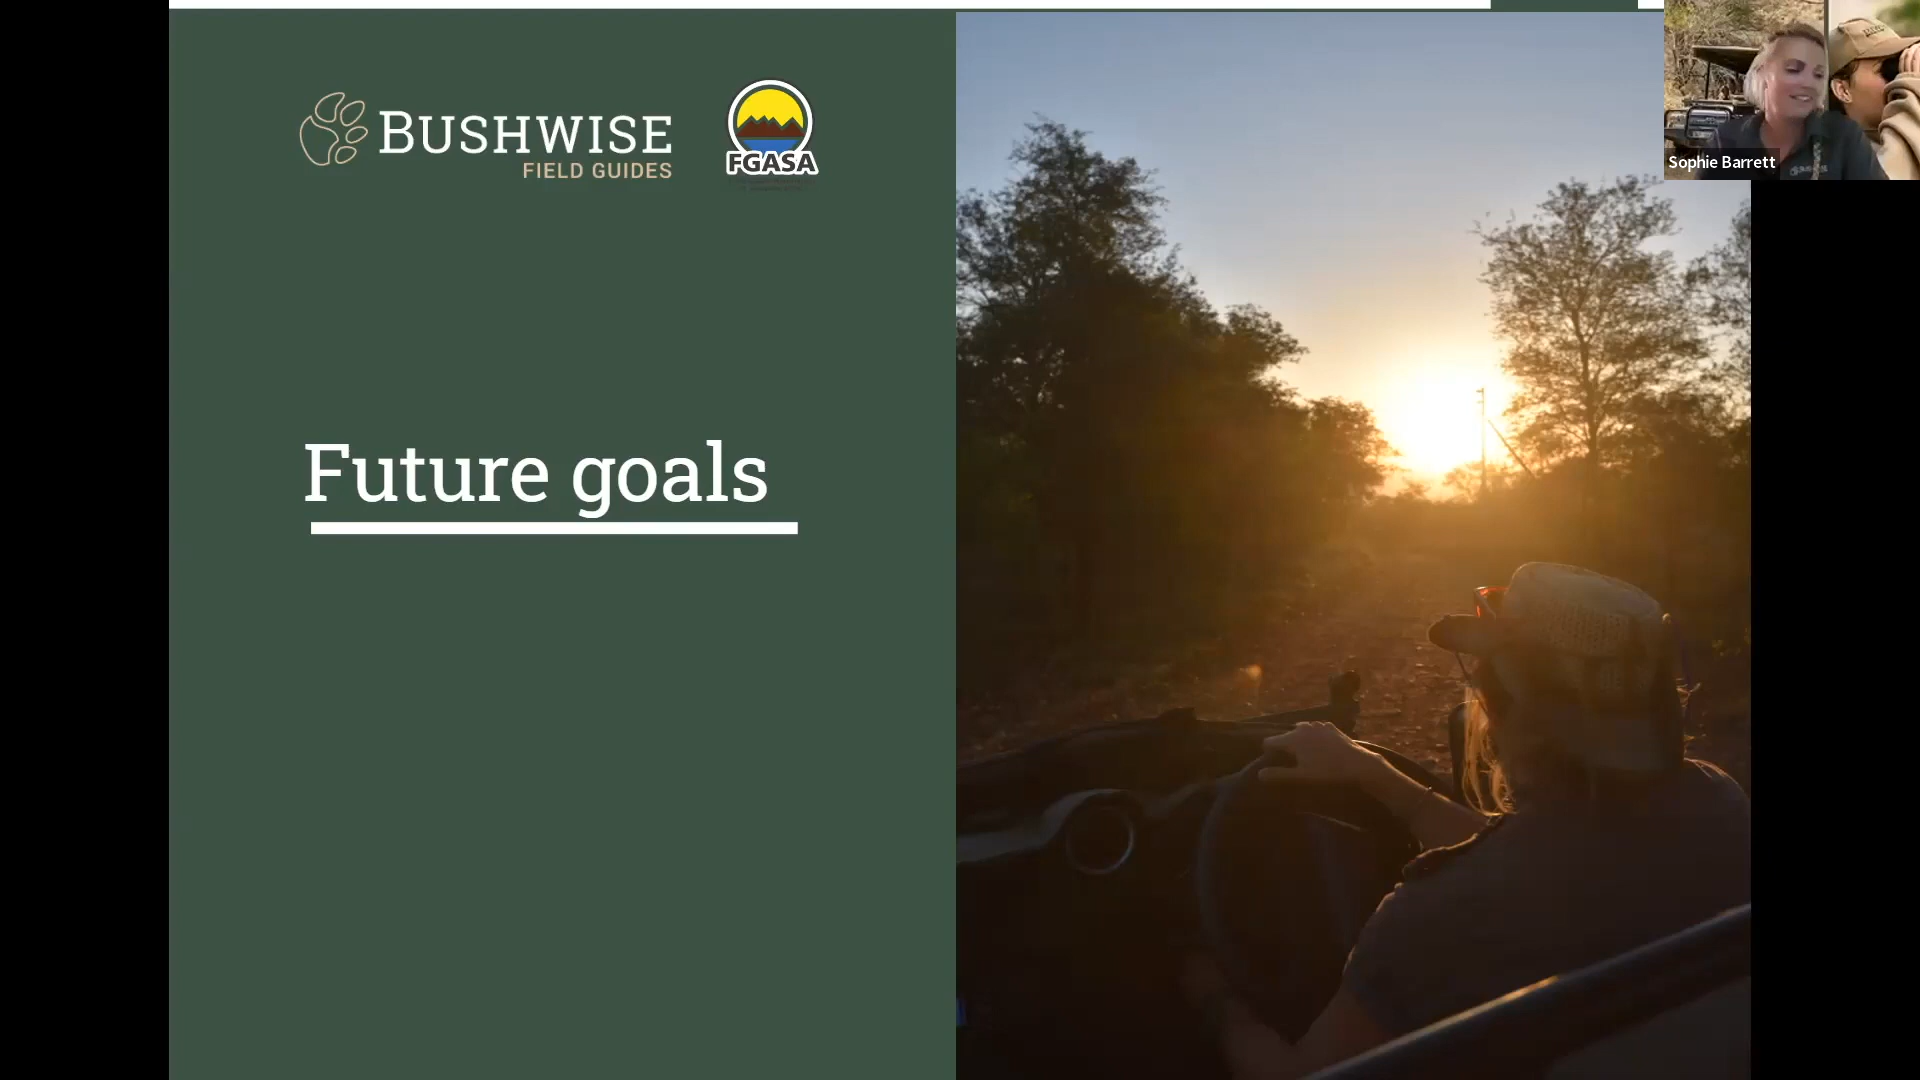 BUSHWISE
FIELD GUIDES
FGASA
Future goals
Sophie Barrett